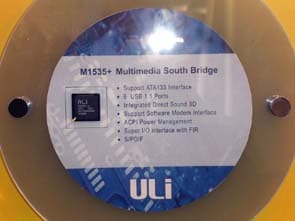 M1535+ Multimedia South Bridge
• Support ATA133 Interface
• 6 USB 1.1 Ports
• Integrated Direct Sound 3D
• Support Software Modem Interface
• ACPI Power Management
• Super I/O interface with FIR
• S/PDIF
ALi
ULi